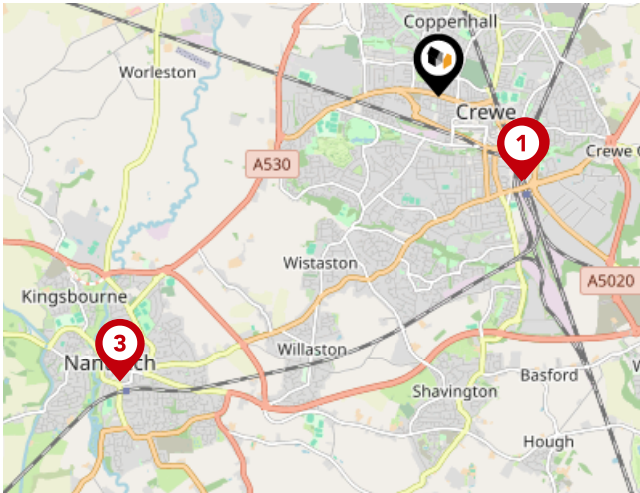 Coppenhall
Worleston
Crewe
1
Crewe
A530
Wistaston
A5020
Kingsbourne
3
Willaston
Basford
Shavington
Hough